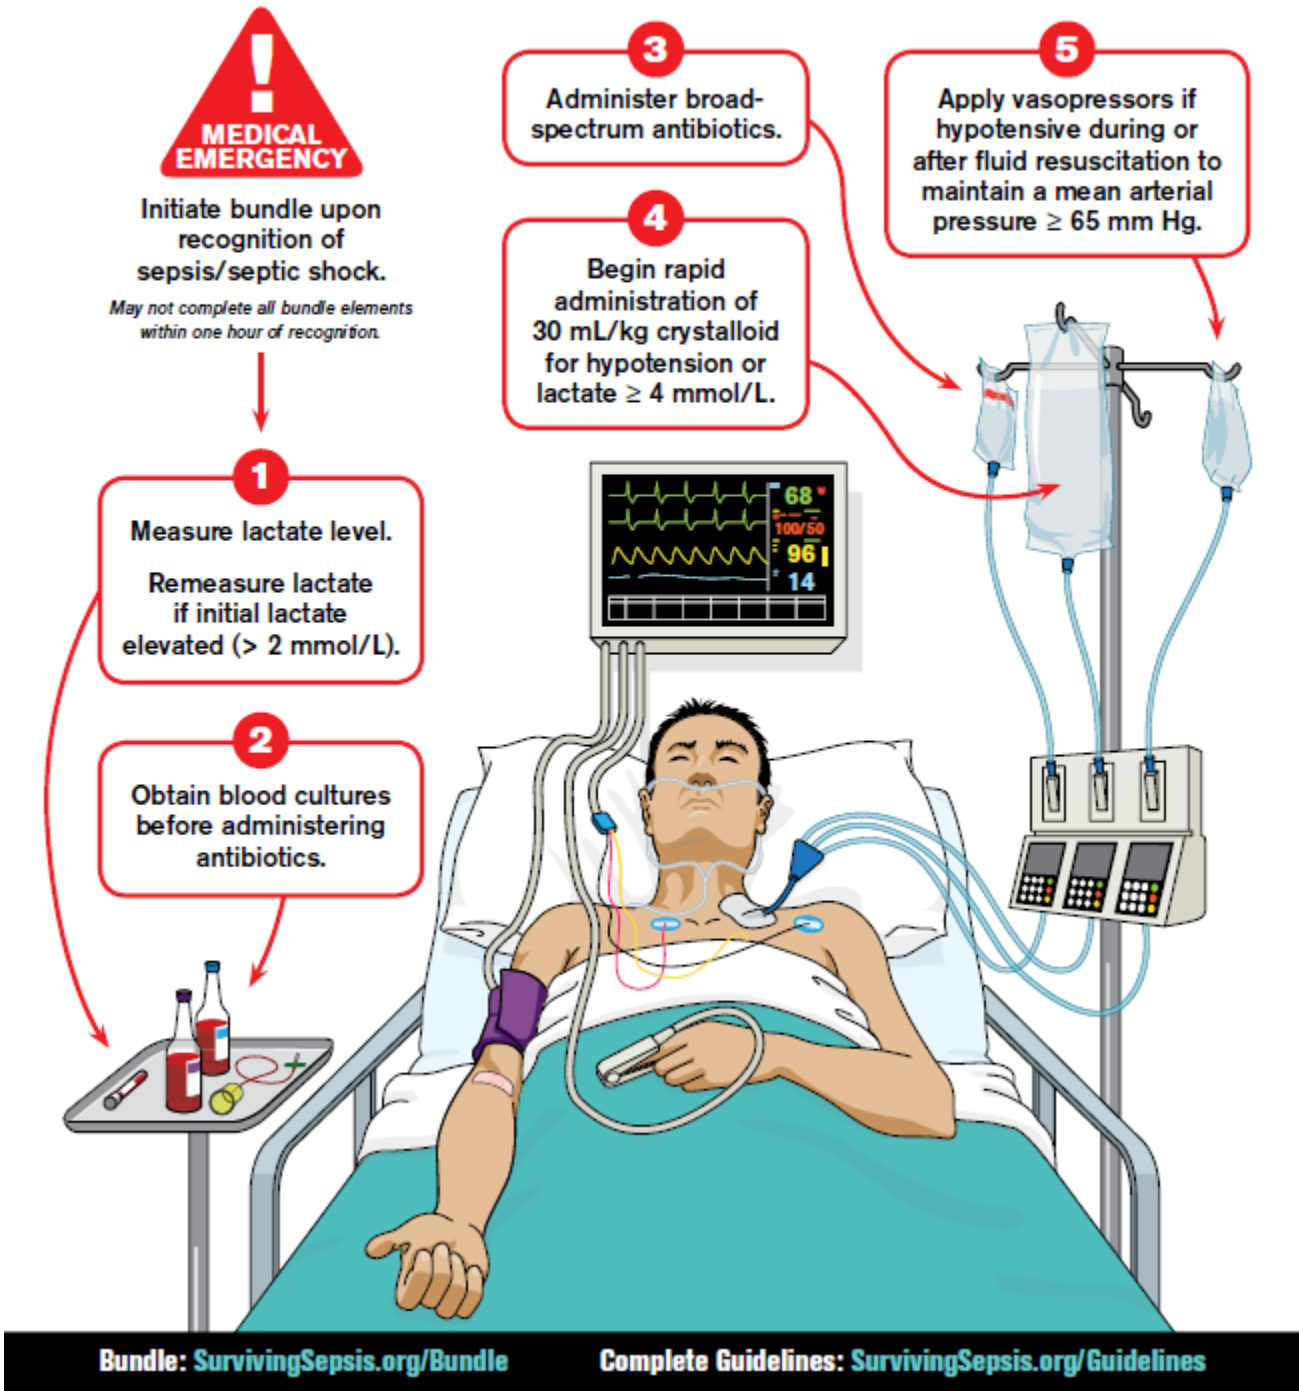 !
MEDICAL
EMERGENCY
Initiate bundle upon
recognition of
sepsis/septic shock.
May not complete all bundle elements
within one hour of recognition.
1
Measure lactate level.
Remeasure lactate
if initial lactate
elevated (> 2 mmol/L).
2
Obtain blood cultures
before administering
antibiotics.
3
Administer broad-
spectrum antibiotics.
4
Begin rapid
administration of
30 mL/kg crystalloid
for hypotension or
lactate ≥ 4 mmol/L.
5
Apply vasopressors if
hypotensive during or
after fluid resuscitation to
maintain a mean arterial
pressure ≥ 65 mm Hg.
68
100/50
96
14
Bundle: SurvivingSepsis.org/Bundle
Complete Guidelines: SurvivingSepsis.org/Guidelines